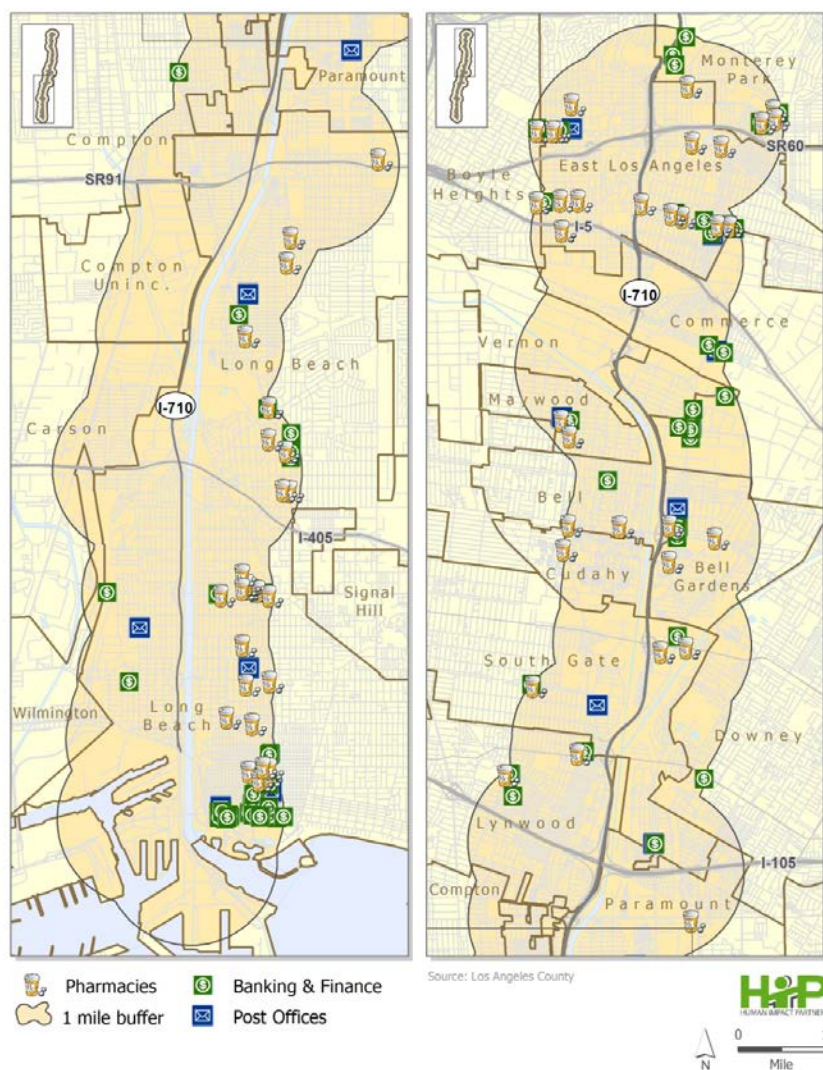 Paramount
Compton
SR91
Compton
Uninc.
Long Beach
I-710
Carson
I-405
Signal
Hill
Long
Beach
Wilmington
Monterey
Park
SR60
East Los Angeles
Boyle
Heights
I-5
I-710
Commerce
Vernon
Maywood
Bell
Cudahy
Bell
Gardens
South Gate
Downey
Lynwood
I-105
Compton
Paramount
Pharmacies
Banking & Finance
1 mile buffer
Post Offices
Source: Los Angeles County
HIP
N
0
Mile